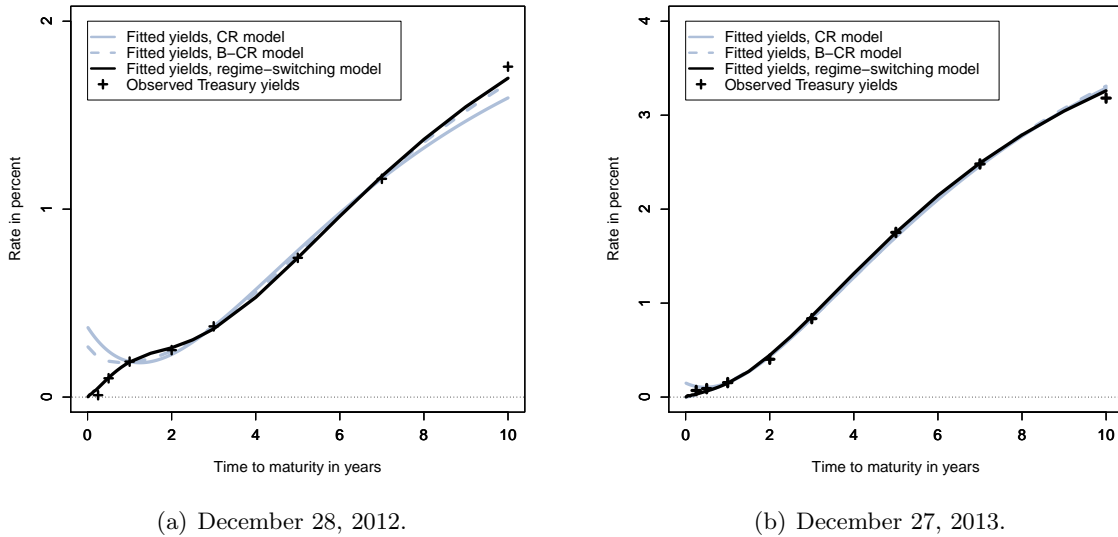 Fitted yields, CR model
Fitted yields, B−CR model
Fitted yields, regime−switching model
Observed Treasury yields
Rate in percent
0 1 2
0 2 4 6 8 10
Time to maturity in years
(a) December 28, 2012.
Fitted yields, CR model
Fitted yields, B−CR model
Fitted yields, regime−switching model
Observed Treasury yields
Rate in percent
0 1 2 3 4
0 2 4 6 8 10
Time to maturity in years
(b) December 27, 2013.